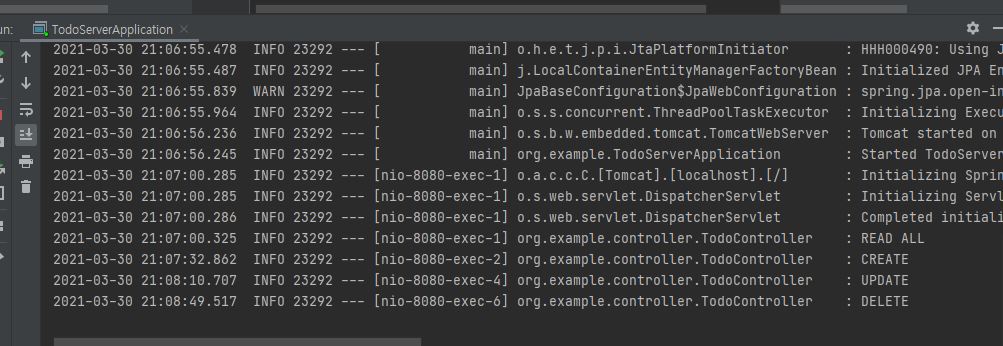 un: TodoServerApplication
2021-03-30 21:06:55.478 INFO 23292 --- [ main] o.h.e.t.j.p.i.JtaPlatformInitiator : HHH000490: Using
2021-03-30 21:06:55.487 INFO 23292 --- [ main] j.LocalContainerEntityManagerFactoryBean : Initialized JPA En
2021-03-30 21:06:55.839 WARN 23292 --- [ main] JpaBaseConfiguration$JpaWebConfiguration : spring.jpa.open-in
2021-03-30 21:06:55.964 INFO 23292 --- [ main] o.s.s.concurrent.ThreadPoolTaskExecutor : Initializing Execu
2021-03-30 21:06:56.236 INFO 23292 --- [ main] o.s.b.w.embedded.tomcat.TomcatWebServer : Tomcat started on
2021-03-30 21:06:56.245 INFO 23292 --- [ main] org.example.TodoServerApplication : Started TodoServer
2021-03-30 21:07:00.285 INFO 23292 --- [nio-8080-exec-1] o.a.c.c.C.[Tomcat].[localhost].[/] : Initializing Sprin
2021-03-30 21:07:00.285 INFO 23292 --- [nio-8080-exec-1] o.s.web.servlet.DispatcherServlet : Initializing Servl
2021-03-30 21:07:00.286 INFO 23292 --- [nio-8080-exec-1] o.s.web.servlet.DispatcherServlet : Completed initiali
2021-03-30 21:07:00.325 INFO 23292 --- [nio-8080-exec-1] org.example.controller.TodoController : READ ALL
2021-03-30 21:07:32.862 INFO 23292 --- [nio-8080-exec-2] org.example.controller.TodoController : CREATE
2021-03-30 21:08:10.707 INFO 23292 --- [nio-8080-exec-4] org.example.controller.TodoController : UPDATE
2021-03-30 21:08:49.517 INFO 23292 --- [nio-8080-exec-6] org.example.controller.TodoController : DELETE